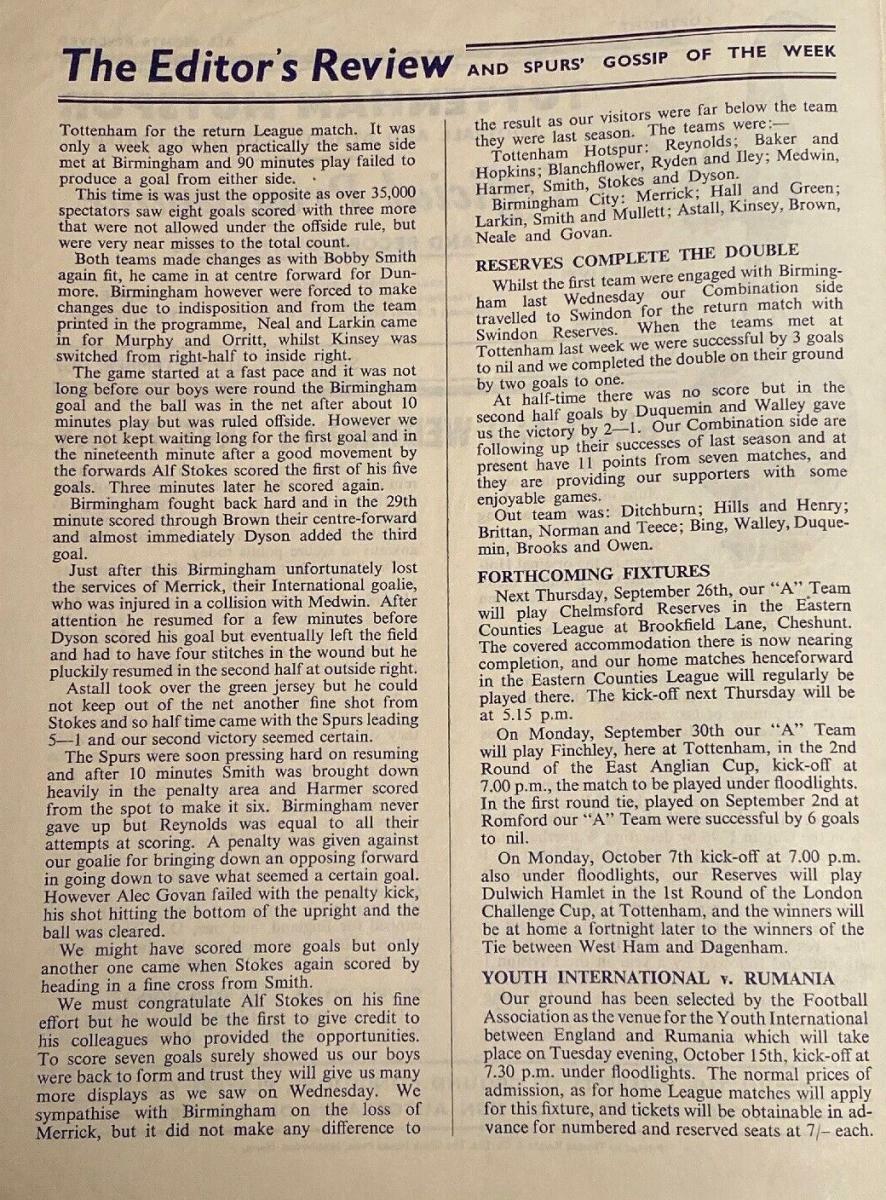 The Editor's Review AND SPURS' GOSSIP OF THE WEEK
Tottenham for the return League match. It was
only a week ago when practically the same side
met at Birmingham and 90 minutes play failed to
produce a goal from either side.
This time is was just the opposite as over 35,000
spectators saw eight goals scored with three more
that were not allowed under the offside rule, but
were very near misses to the total count.
Both teams made changes as with Bobby Smith
again fit, he came in at centre forward for Dun-
more. Birmingham however were forced to make
changes due to indisposition and from the team
printed in the programme, Neal and Larkin came
in for Murphy and Orritt, whilst Kinsey was
switched from right-half to inside right.
The game started at a fast pace and it was not
long before our boys were round the Birmingham
goal and the ball was in the net after about 10
minutes play but was ruled offside. However we
were not kept waiting long for the first goal and in
the nineteenth minute after a good movement by
the forwards Alf Stokes scored the first of his five
goals. Three minutes later he scored again.
Birmingham fought back hard and in the 29th
minute scored through Brown their centre-forward
and almost immediately Dyson added the third
goal.
Just after this Birmingham unfortunately lost
the services of Merrick, their International goalie,
who was injured in a collision with Medwin. After
attention he resumed for a few minutes before
Dyson scored his goal but eventually left the field
and had to have four stitches in the wound but he
pluckily resumed in the second half at outside right.
Astall took over the green jersey but he could
not keep out of the net another fine shot from
Stokes and so half time came with the Spurs leading
5—1 and our second victory seemed certain.
The Spurs were soon pressing hard on resuming
and after 10 minutes Smith was brought down
heavily in the penalty area and Harmer scored
from the spot to make it six. Birmingham never
gave up but Reynolds was equal to all their
attempts at scoring. A penalty was given against
our goalie for bringing down an opposing forward
in going down to save what seemed a certain goal.
However Alec Govan failed with the penalty kick,
his shot hitting the bottom of the upright and the
ball was cleared.
We might have scored more goals but only
another one came when Stokes again scored by
heading in a fine cross from Smith.
We must congratulate Alf Stokes on his fine
effort but he would be the first to give credit to
his colleagues who provided the opportunities.
To score seven goals surely showed us our boys
were back to form and trust they will give us many
more displays as we saw on Wednesday. We
sympathise with Birmingham on the loss of
Merrick, but it did not make any difference to
the result as our visitors were far below the team
they were last season. The teams were:—
Tottenham Hotspur: Reynolds; Baker and
Hopkins; Blanchflower, Ryden and Iley; Medwin,
Harmer, Smith, Stokes and Dyson.
Birmingham City: Merrick; Hall and Green;
Larkin, Smith and Mullett; Astall, Kinsey, Brown,
Neale and Govan.
RESERVES COMPLETE THE DOUBLE
Whilst the first team were engaged with Birming-
ham last Wednesday our Combination side
travelled to Swindon for the return match with
Swindon Reserves. When the teams met at
Tottenham last week we were successful by 3 goals
to nil and we completed the double on their ground
by two goals to one.
At half-time there was no score but in the
second half goals by Duquemin and Walley gave
us the victory by 2—1. Our Combination side are
following up their successes of last season and at
present have 11 points from seven matches, and
they are providing our supporters with some
enjoyable games.
Out team was: Ditchburn; Hills and Henry;
Brittan, Norman and Teece; Bing, Walley, Duque-
min, Brooks and Owen.
FORTHCOMING FIXTURES
Next Thursday, September 26th, our "A" Team
will play Chelmsford Reserves in the Eastern
Counties League at Brookfield Lane, Cheshunt.
The covered accommodation there is now nearing
completion, and our home matches henceforward
in the Eastern Counties League will regularly be
played there. The kick-off next Thursday will be
at 5.15 p.m.
On Monday, September 30th our "A" Team
will play Finchley, here at Tottenham, in the 2nd
Round of the East Anglian Cup, kick-off at
7.00 p.m., the match to be played under floodlights.
In the first round tie, played on September 2nd at
Romford our "A" Team were successful by 6 goals
to nil.
On Monday, October 7th kick-off at 7.00 p.m.
also under floodlights, our Reserves will play
Dulwich Hamlet in the 1st Round of the London
Challenge Cup, at Tottenham, and the winners will
be at home a fortnight later to the winners of the
Tie between West Ham and Dagenham.
YOUTH INTERNATIONAL v. RUMANIA
Our ground has been selected by the Football
Association as the venue for the Youth International
between England and Rumania which will take
place on Tuesday evening, October 15th, kick-off at
7.30 p.m. under floodlights. The normal prices of
admission, as for home League matches will apply
for this fixture, and tickets will be obtainable in ad-
vance for numbered and reserved seats at 7/– each.